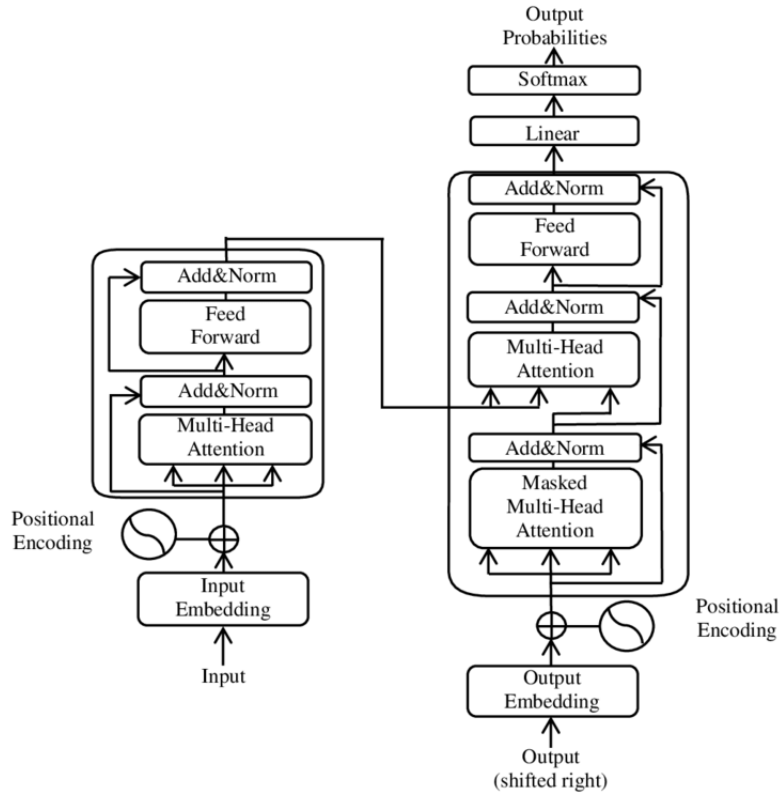 Output
Probabilities
Softmax
Linear
Add&Norm
Feed
Forward
Add&Norm
Multi-Head
Attention
Add&Norm
Masked
Multi-Head
Attention
Positional
Encoding
Output
Embedding
Output
(shifted right)
Add&Norm
Feed
Forward
Add&Norm
Multi-Head
Attention
Positional
Encoding
Input
Embedding
Input